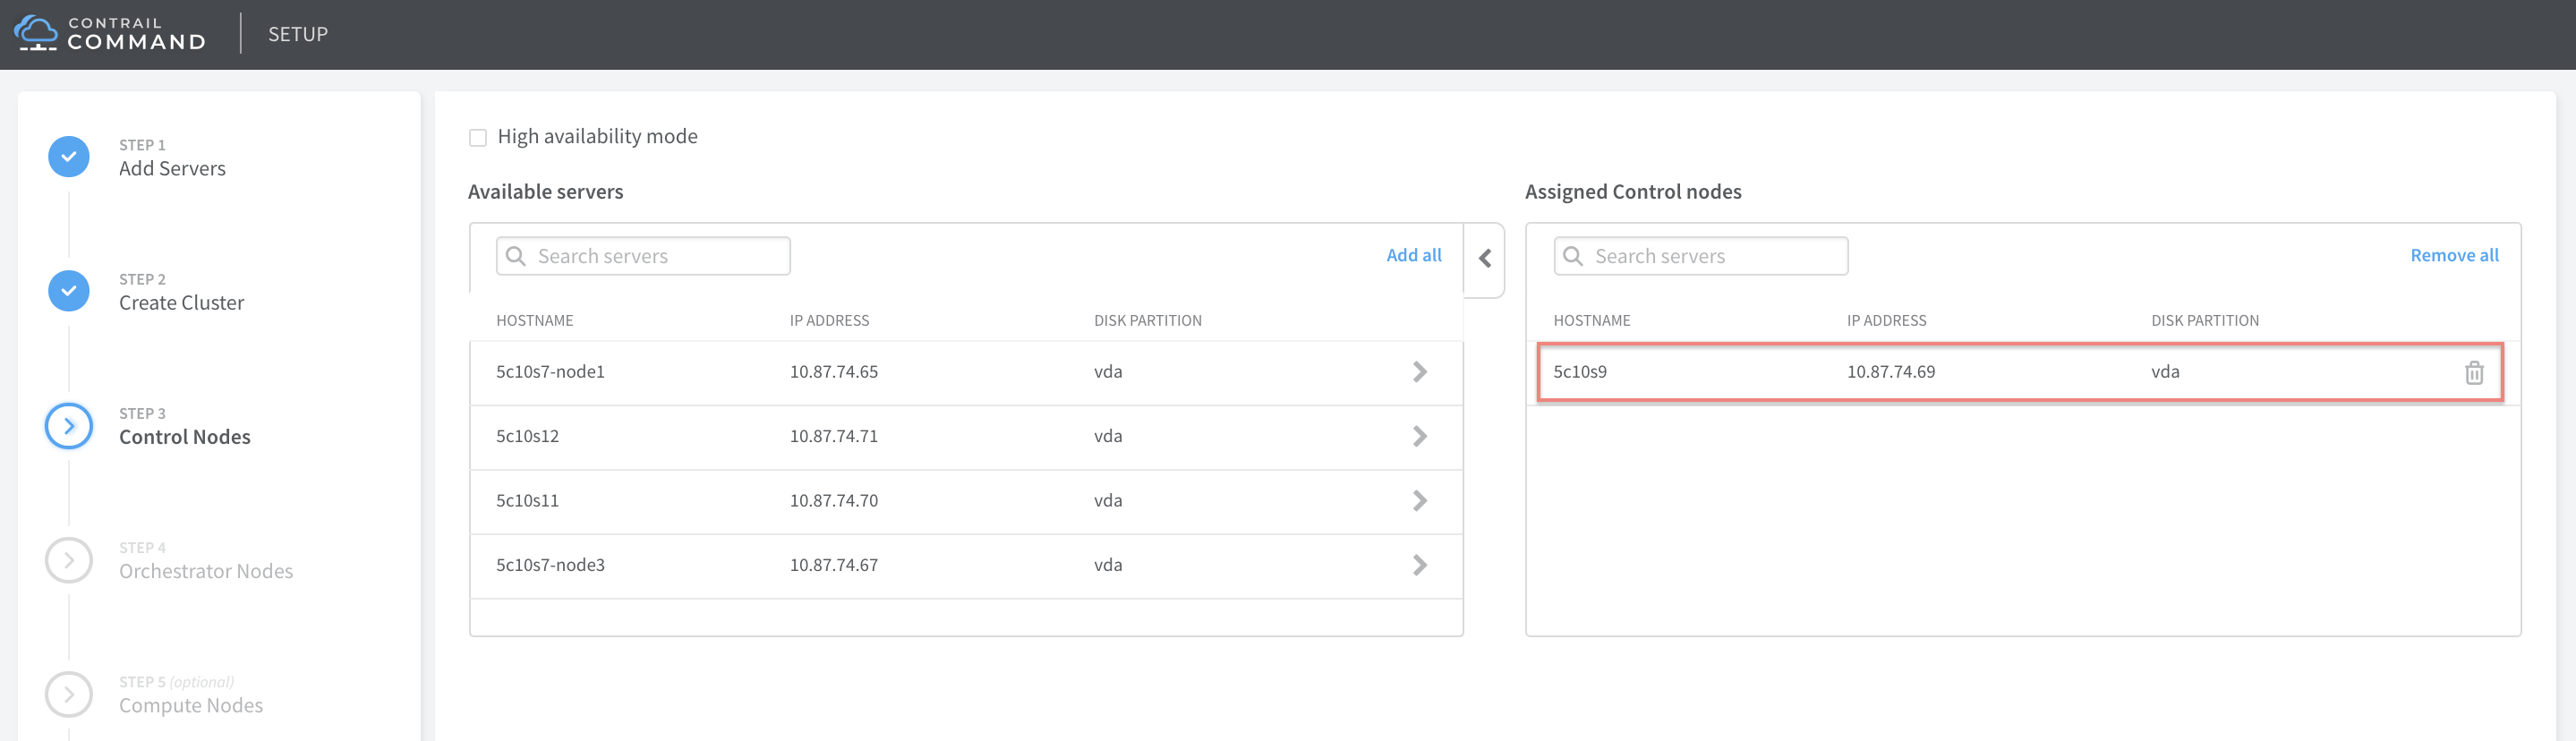 CONTRAIL
COMMAND
SETUP
STEP 1
Add Servers
STEP 2
Create Cluster
STEP 3
Control Nodes
STEP 4
Orchestrator Nodes
STEP 5 (optional)
Compute Nodes
High availability mode
Available servers
Search servers
Add all
HOSTNAME IP ADDRESS DISK PARTITION
5c10s7-node1 10.87.74.65 vda
5c10s12 10.87.74.71 vda
5c10s11 10.87.74.70 vda
5c10s7-node3 10.87.74.67 vda
Assigned Control nodes
Search servers
Remove all
HOSTNAME IP ADDRESS DISK PARTITION
5c10s9 10.87.74.69 vda